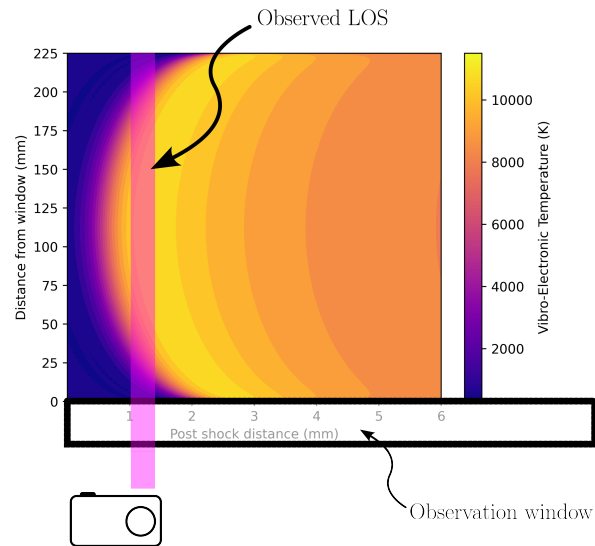 Observed LOS
225
200
175
150
125
100
75
50
25
0
Distance from window (mm)
10000
8000
6000
4000
2000
Vibro-Electronic Temperature (K)
1 2 3 4 5 6
Post shock distance (mm)
Observation window